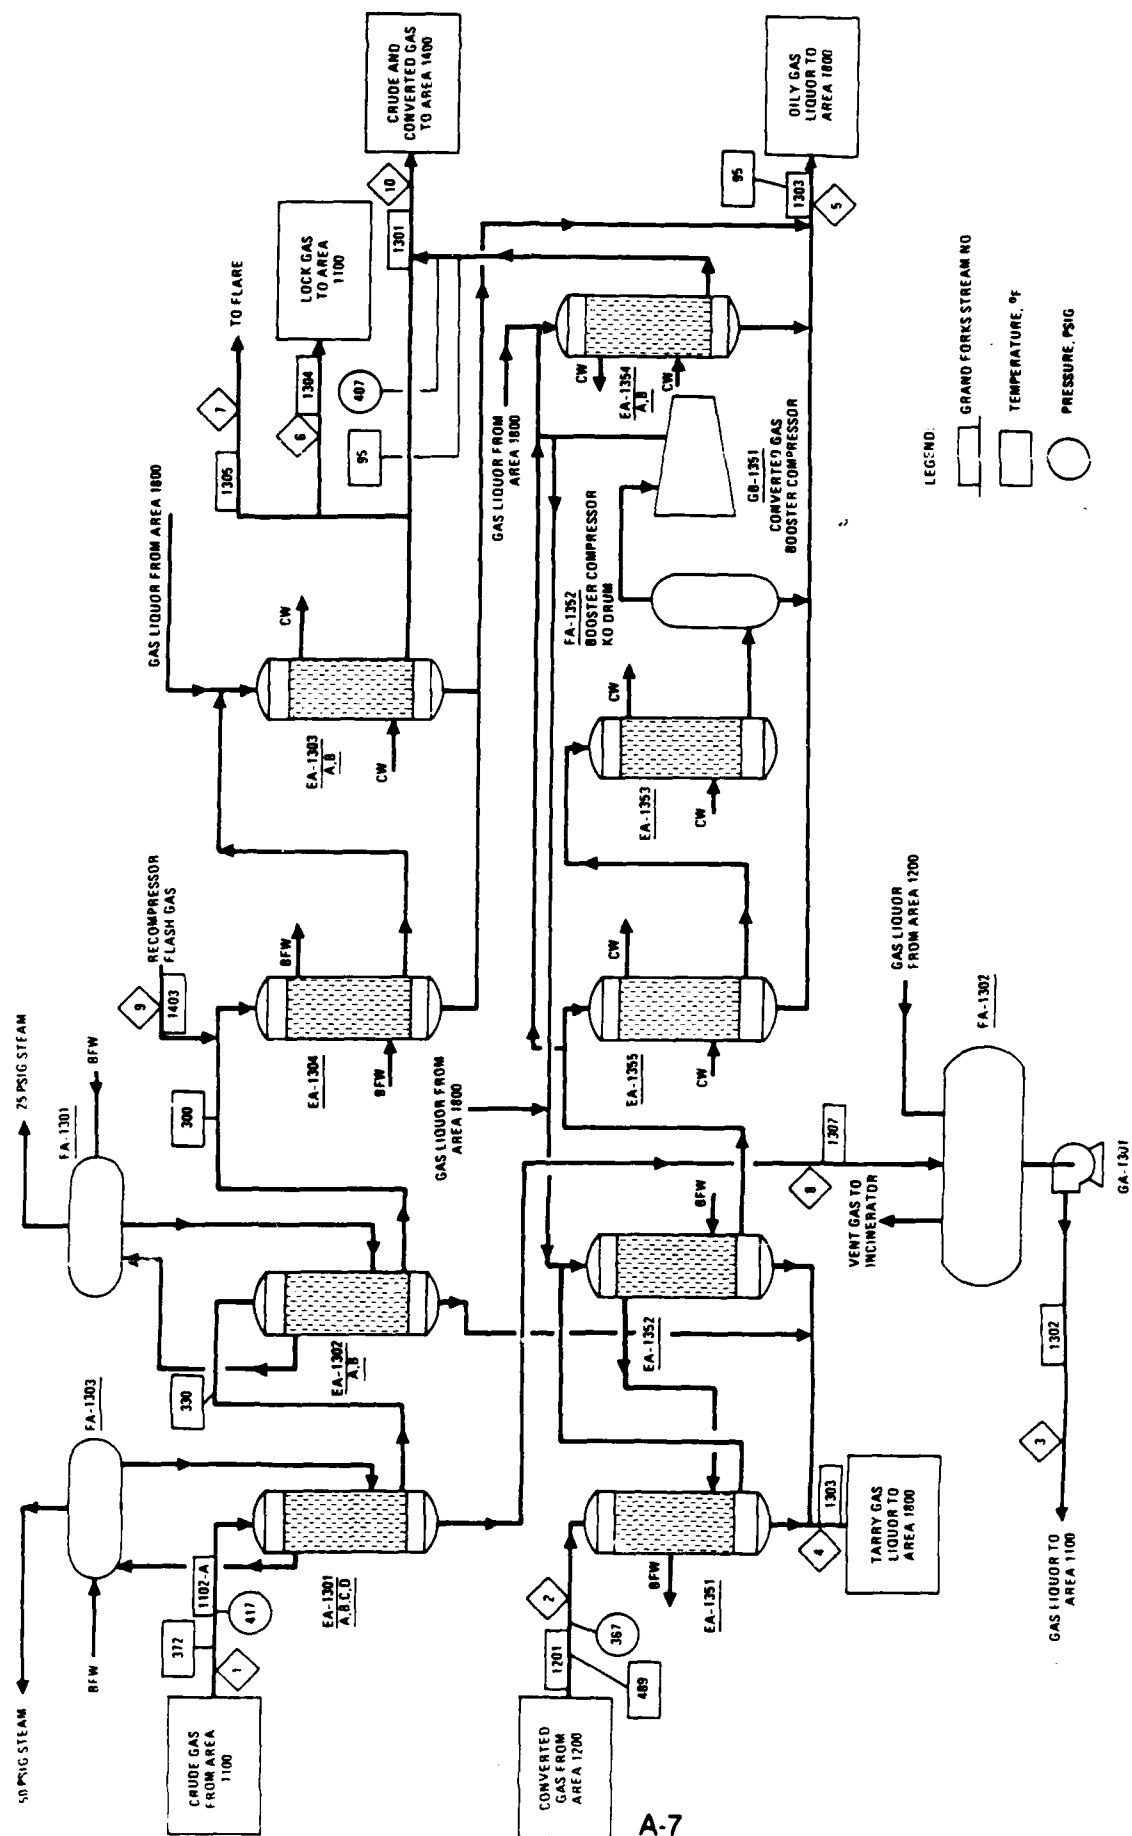 50 PSIG STEAM
BFW
FA-1303
25 PSIG STEAM
FA-1301
BFW
CRUDE GAS
FROM AREA
1100
1
372
1102-A
417
EA-1301
A,B,C,D
330
EA-1302
A,B
300
9
1403
RECOMPRESSOR
FLASH GAS
BFW
EA-1304
BFW
GAS LIQUOR FROM AREA 1800
CW
EA-1303
A,B
CW
1305
7
TO FLARE
6
1304
LOCK GAS
TO AREA
1100
95
407
1301
10
CRUDE AND
CONVERTED GAS
TO AREA 1400
CONVERTED
GAS FROM
AREA 1200
1201
2
489
367
BFW
EA-1351
EA-1352
BFW
GAS LIQUOR FROM
AREA 1800
EA-1355
CW
CW
EA-1353
CW
CW
FA-1352
BOOSTER COMPRESSOR
KO DRUM
GB-1351
CONVERTED GAS
BOOSTER COMPRESSOR
GAS LIQUOR FROM
AREA 1800
CW
EA-1354
A,B
CW
95
1303
5
OILY GAS
LIQUOR TO
AREA 1800
4
1303
TARRY GAS
LIQUOR TO
AREA 1800
8
1307
VENT GAS TO
INCINERATOR
GAS LIQUOR
FROM AREA 1200
FA-1302
GA-1301
1302
3
GAS LIQUOR TO
AREA 1100
LEGEND:
GRAND FORKS STREAM NO
TEMPERATURE, °F
PRESSURE, PSIG
A-7